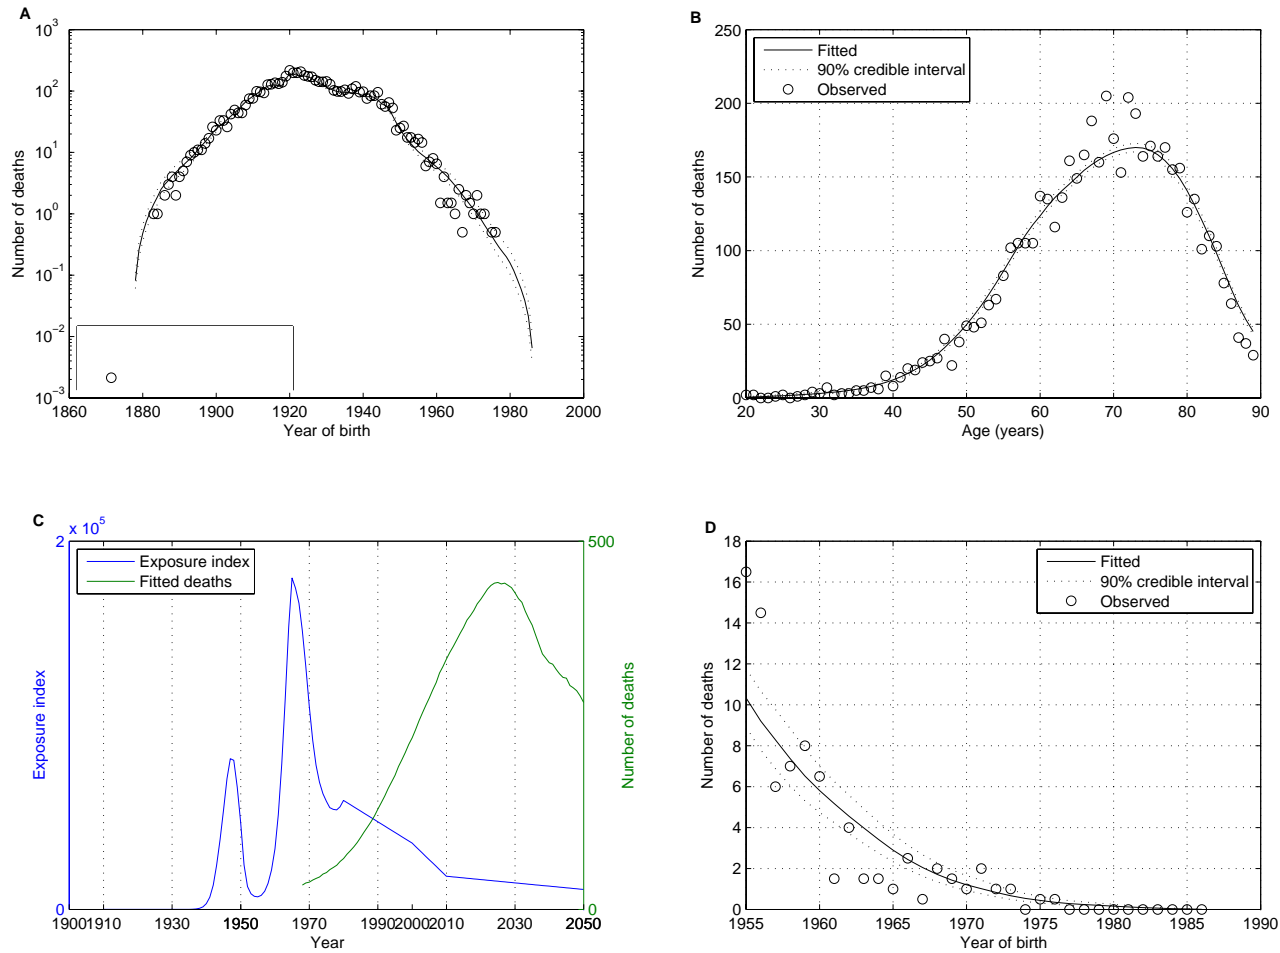 A
Number of deaths
10^3
10^2
10^1
10^0
10^-1
10^-2
10^-3
1860 1880 1900 1920 1940 1960 1980 2000
Year of birth
B
Number of deaths
250
200
150
100
50
0
Fitted
90% credible interval
Observed
20 30 40 50 60 70 80 89
Age (years)
C
x 10^5
2
0
Exposure index
Exposure index
Fitted deaths
500
0
Number of deaths
1900 1910 1930 1950 1970 1990 2000 2010 2030 2050
Year
D
Number of deaths
18
16
14
12
10
8
6
4
2
0
Fitted
90% credible interval
Observed
1955 1960 1965 1970 1975 1980 1985 1990
Year of birth